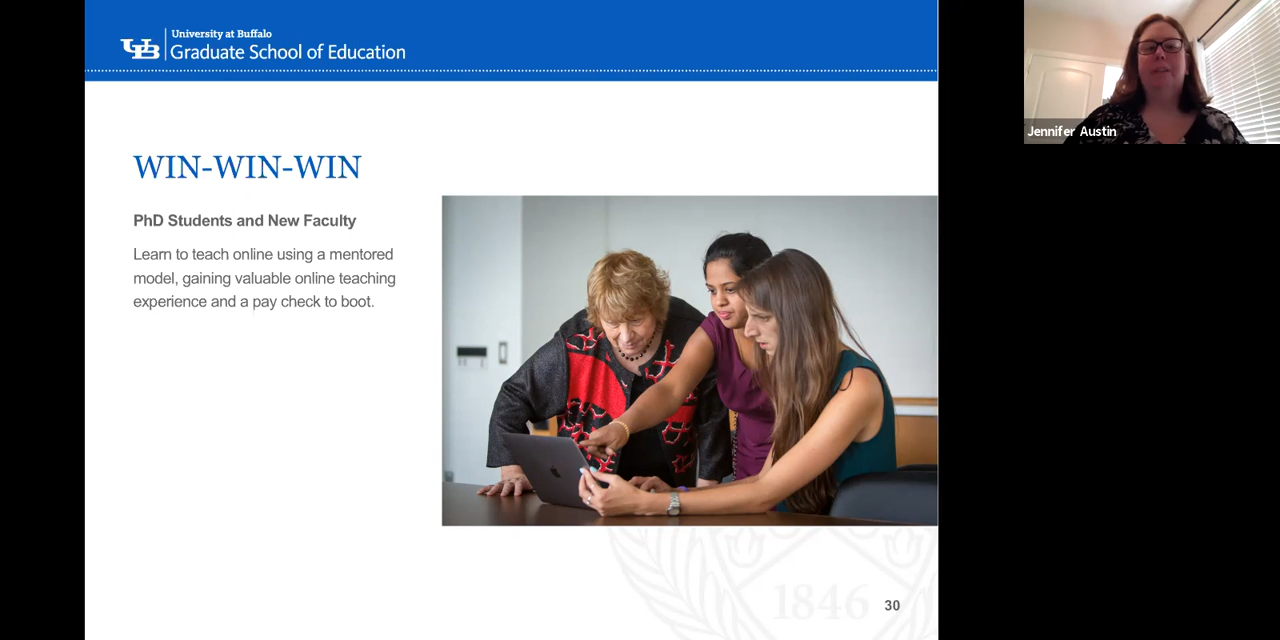 University at Buffalo
UB Graduate School of Education
WIN-WIN-WIN
PhD Students and New Faculty
Learn to teach online using a mentored
model, gaining valuable online teaching
experience and a pay check to boot.
1846
30
Jennifer Austin